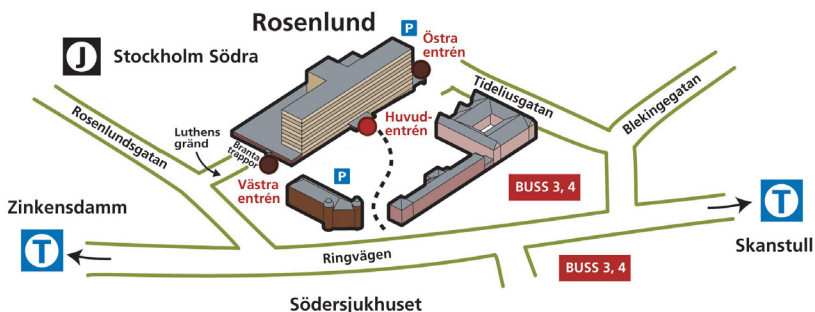 Rosenlund
P
Östra
entrén
J
Stockholm Södra
Tideliusgatan
Blekingegatan
Rosenlundsgatan
Luthens
gränd
Branta
trappor
Huvud-
entrén
Västra
entrén
P
BUSS 3, 4
Zinkensdamm
T
T
Skanstull
Ringvägen
BUSS 3, 4
Södersjukhuset